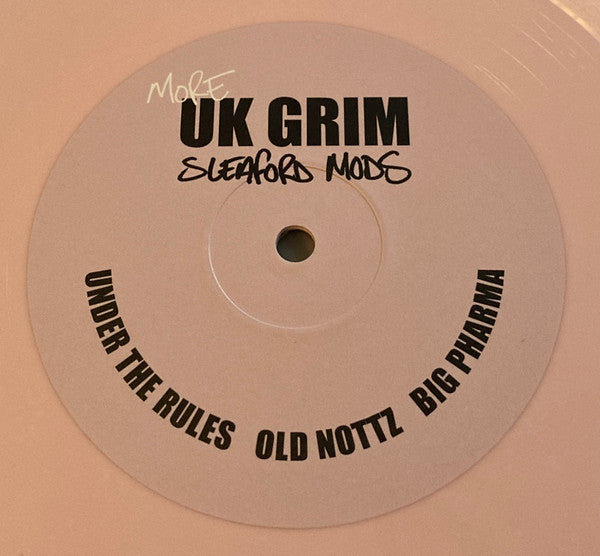 MORE
UK GRIM
SLEAFORD MODS
UNDER THE RULES OLD NOTTZ BIG PHARMA